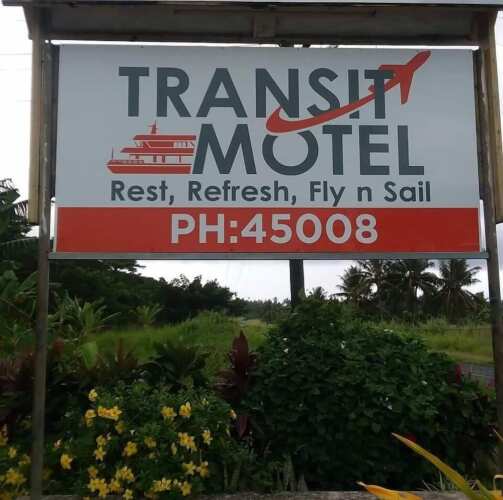 TRANSIT
MOTEL
Rest, Refresh, Fly n Sail
PH:45008